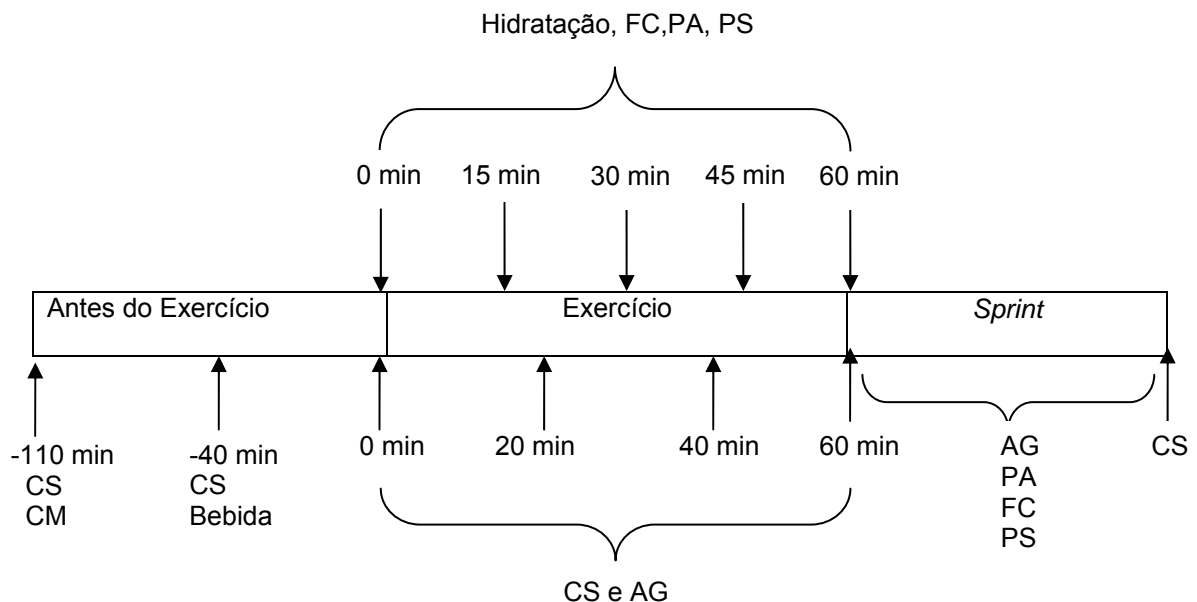 Hidratação, FC,PA, PS
0 min 15 min 30 min 45 min 60 min
Antes do Exercício Exercício Sprint
-110 min -40 min 0 min 20 min 40 min 60 min AG CS
CS CS PA
CM Bebida FC
PS
CS e AG